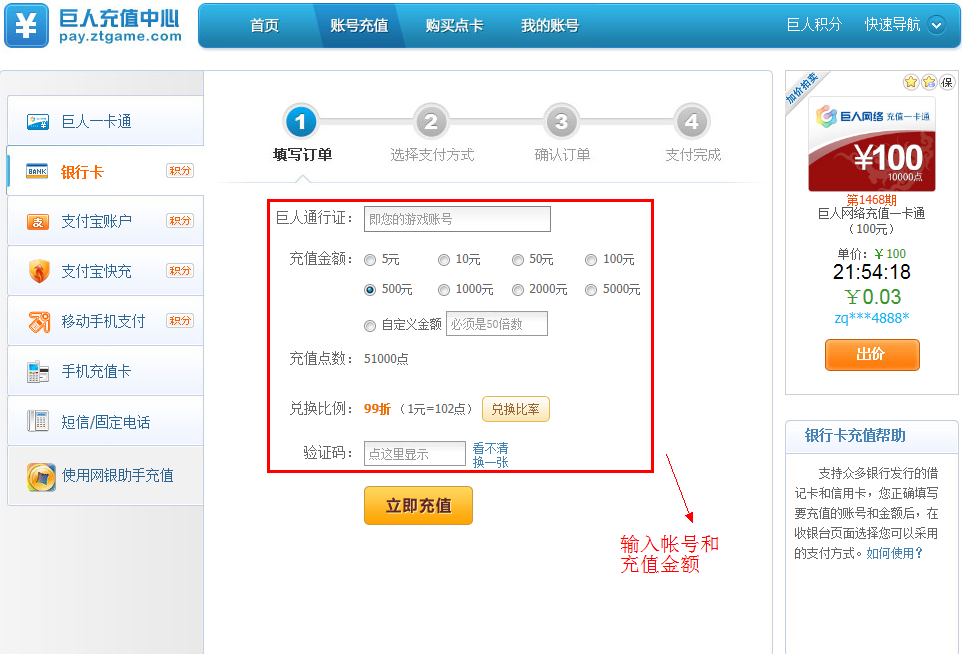 巨人充值中心
pay.ztgame.com
首页 账号充值 购买点卡 我的账号 巨人积分 快速导航
巨人一卡通
银行卡 积分
支付宝账户 积分
支付宝快充 积分
移动手机支付 积分
手机充值卡
短信/固定电话
使用网银助手充值
1 2 3 4
填写订单 选择支付方式 确认订单 支付完成
巨人通行证: 即您的游戏账号
充值金额: 5元 10元 50元 100元
500元 1000元 2000元 5000元
自定义金额 必须是50倍数
充值点数: 51000点
兑换比例: 99折 (1元=102点) 兑换比率
验证码: 点这里显示 看不清
换一张
立即充值
输入帐号和
充值金额
加价拍卖
保
巨人网络 充值一卡通
¥100
10000点
第1468期
巨人网络充值一卡通
(100元)
单价: ¥100
21:54:18
¥0.03
zq***4888*
出价
银行卡充值帮助
支持众多银行发行的借
记卡和信用卡,您正确填写
要充值的账号和金额后,在
收银台页面选择您可以采用
的支付方式。如何使用?